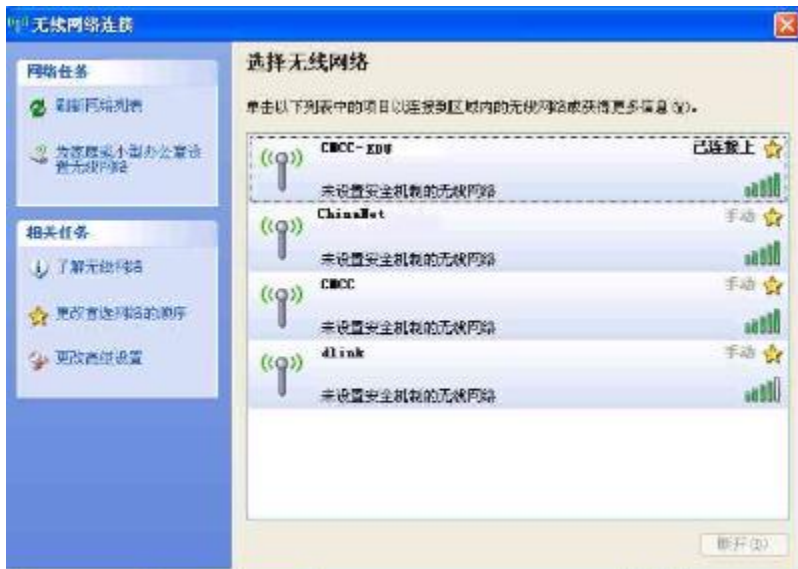 无线网络连接
网络任务
刷新网络列表
为家庭或小型办公室设
置无线网络
相关任务
了解无线网络
更改首选网络的顺序
更改高级设置
选择无线网络
单击以下列表中的项目以连接到区域内的无线网络或获得更多信息(W)。
CMCC-EDU
已连接上
未设置安全机制的无线网络
ChinaNet
手动
未设置安全机制的无线网络
CMCC
手动
未设置安全机制的无线网络
dlink
手动
未设置安全机制的无线网络
断开(D)